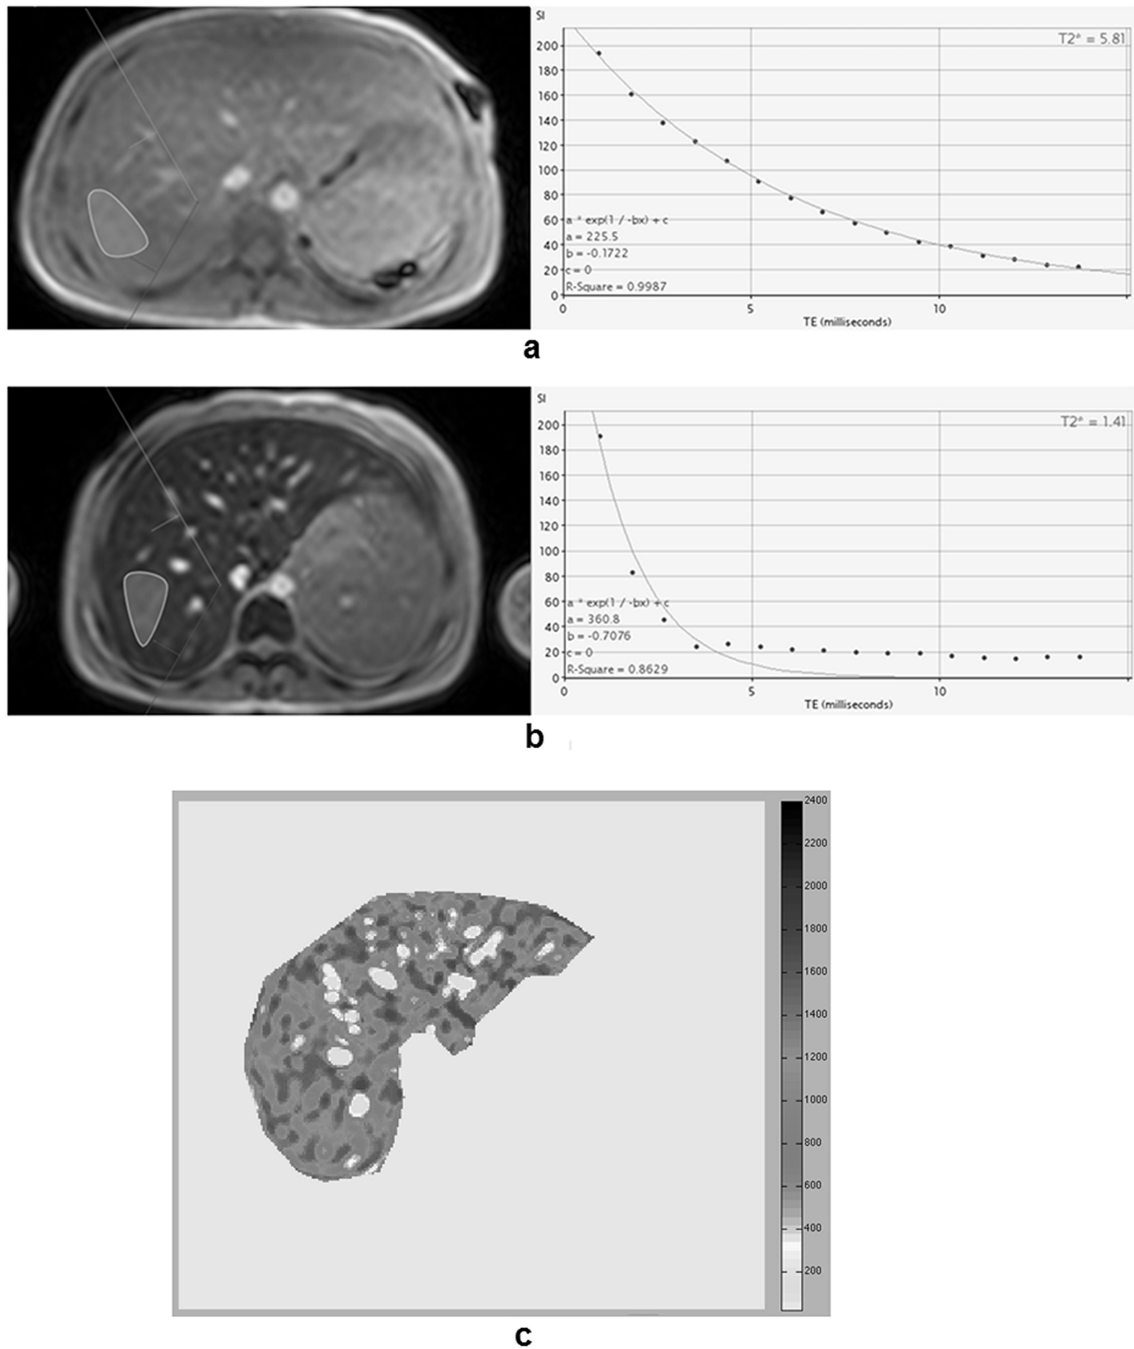 SI
T2* = 5.81
200
180
160
140
120
100
80
60
40
20
0
a * exp(1 / -bx) + c
a = 225.5
b = -0.1722
c = 0
R-Square = 0.9987
0 5 10
TE (milliseconds)
a
SI
T2* = 1.41
200
180
160
140
120
100
80
60
40
20
0
a * exp(1 / -bx) + c
a = 360.8
b = -0.7076
c = 0
R-Square = 0.8629
0 5 10
TE (milliseconds)
b
2400
2200
2000
1800
1600
1400
1200
1000
800
600
400
200
c